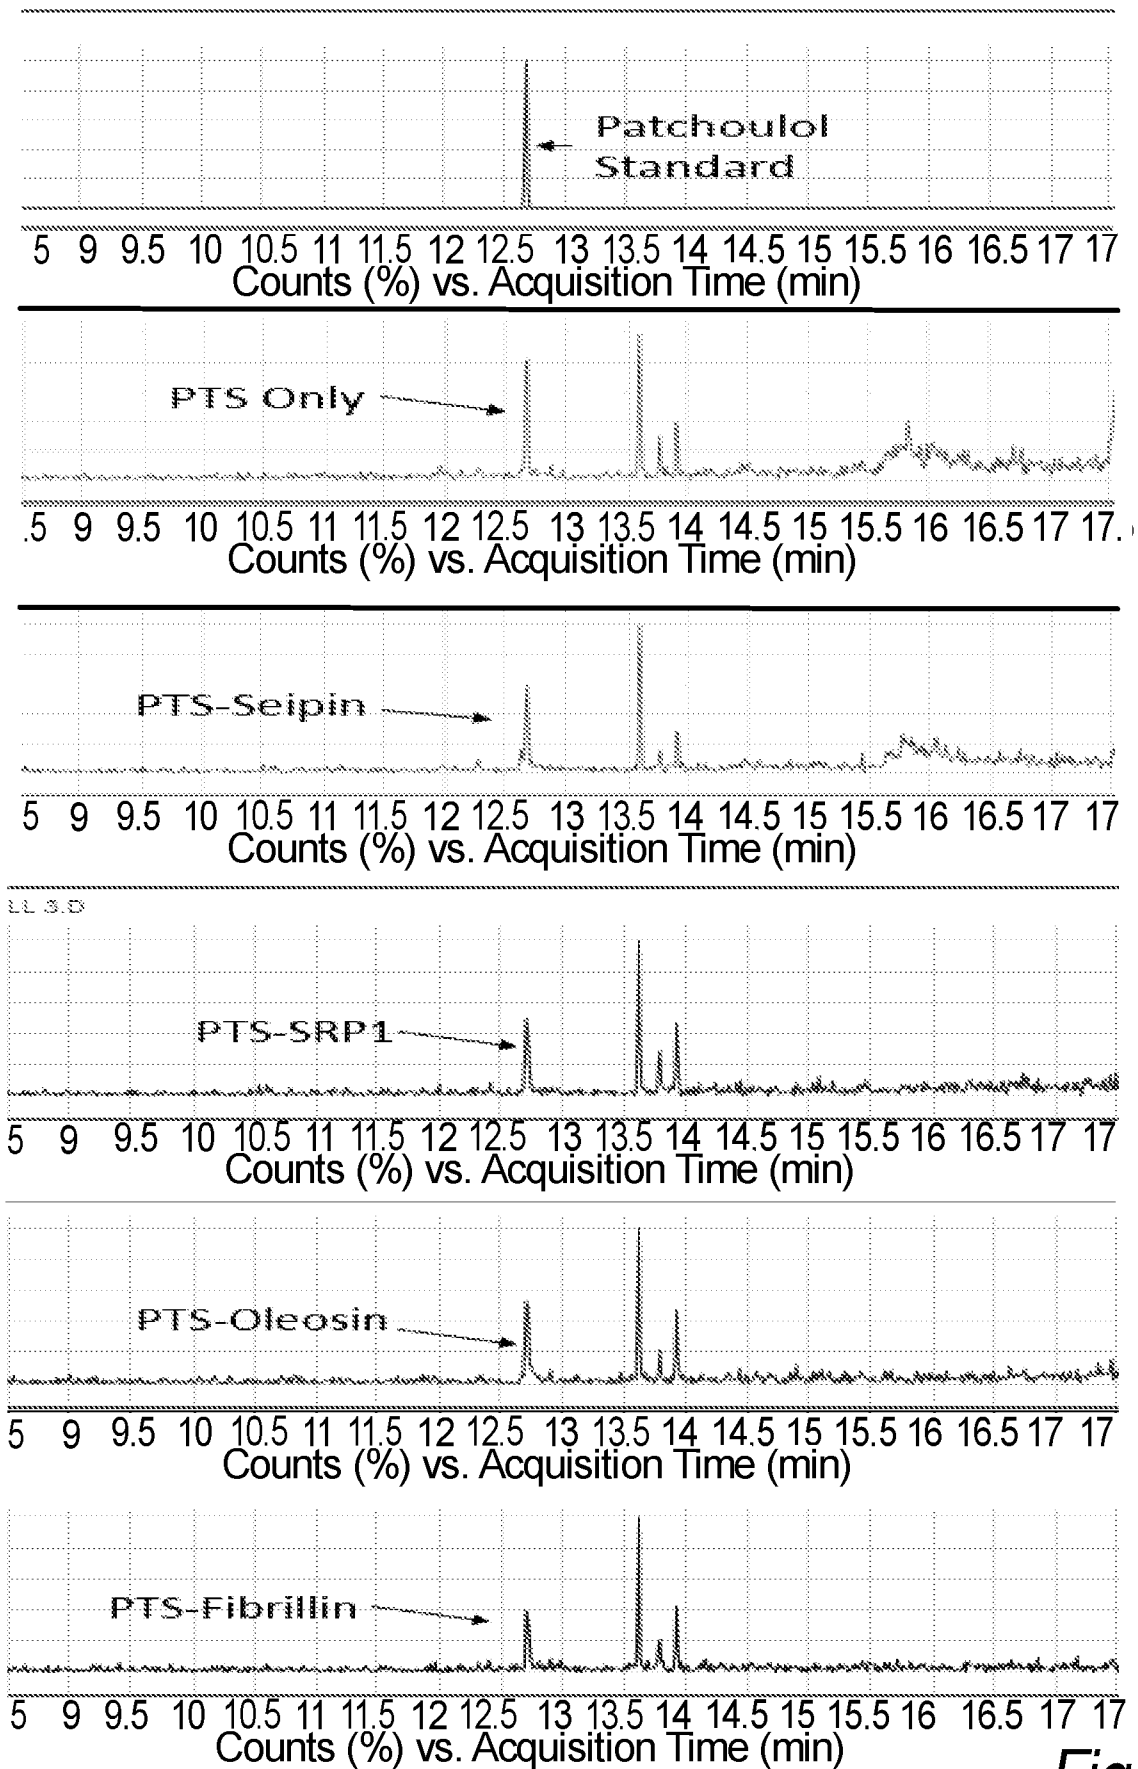 Patchoulol
Standard
5 9 9.5 10 10.5 11 11.5 12 12.5 13 13.5 14 14.5 15 15.5 16 16.5 17 17
Counts (%) vs. Acquisition Time (min)
PTS Only
.5 9 9.5 10 10.5 11 11.5 12 12.5 13 13.5 14 14.5 15 15.5 16 16.5 17 17.
Counts (%) vs. Acquisition Time (min)
PTS-Seipin
5 9 9.5 10 10.5 11 11.5 12 12.5 13 13.5 14 14.5 15 15.5 16 16.5 17 17
Counts (%) vs. Acquisition Time (min)
LL 3.D
PTS-SRP1
5 9 9.5 10 10.5 11 11.5 12 12.5 13 13.5 14 14.5 15 15.5 16 16.5 17 17
Counts (%) vs. Acquisition Time (min)
PTS-Oleosin
5 9 9.5 10 10.5 11 11.5 12 12.5 13 13.5 14 14.5 15 15.5 16 16.5 17 17
Counts (%) vs. Acquisition Time (min)
PTS-Fibrillin
5 9 9.5 10 10.5 11 11.5 12 12.5 13 13.5 14 14.5 15 15.5 16 16.5 17 17
Counts (%) vs. Acquisition Time (min)